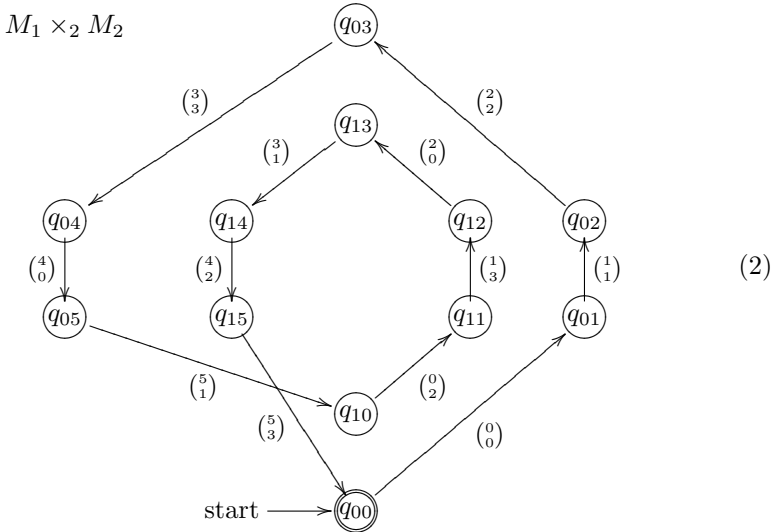 M₁ ×₂ M₂
q₀₃
(3 3)
(2 2)
q₁₃
(3 1)
(2 0)
q₀₄
q₁₄
q₁₂
q₀₂
(4 0)
(4 2)
(1 3)
(1 1)
(2)
q₀₅
q₁₅
q₁₁
q₀₁
(5 1)
(0 2)
q₁₀
(5 3)
(0 0)
start
q₀₀